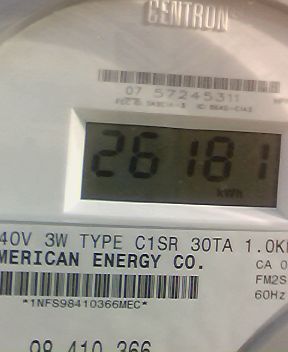 CENTRON
07 57245311
26181
kWh
40V 3W TYPE C1SR 30TA 1.0K
MERICAN ENERGY CO.
CA 0
FM2S
60Hz
*1NFS98410366MEC*
98 410 366